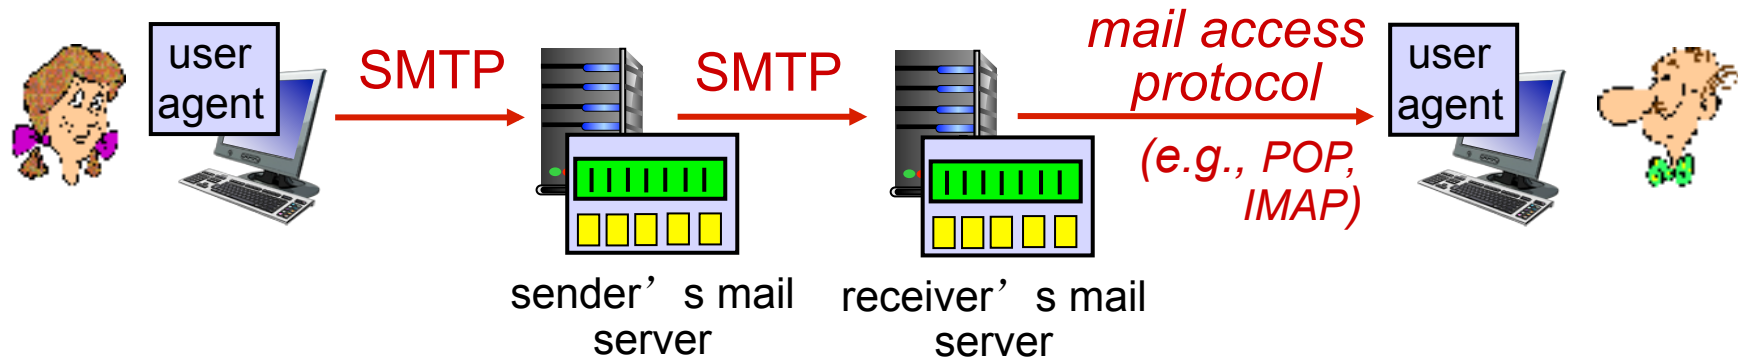 user
agent
SMTP
SMTP
mail access
protocol
(e.g., POP,
IMAP)
user
agent
sender’ s mail
server
receiver’ s mail
server